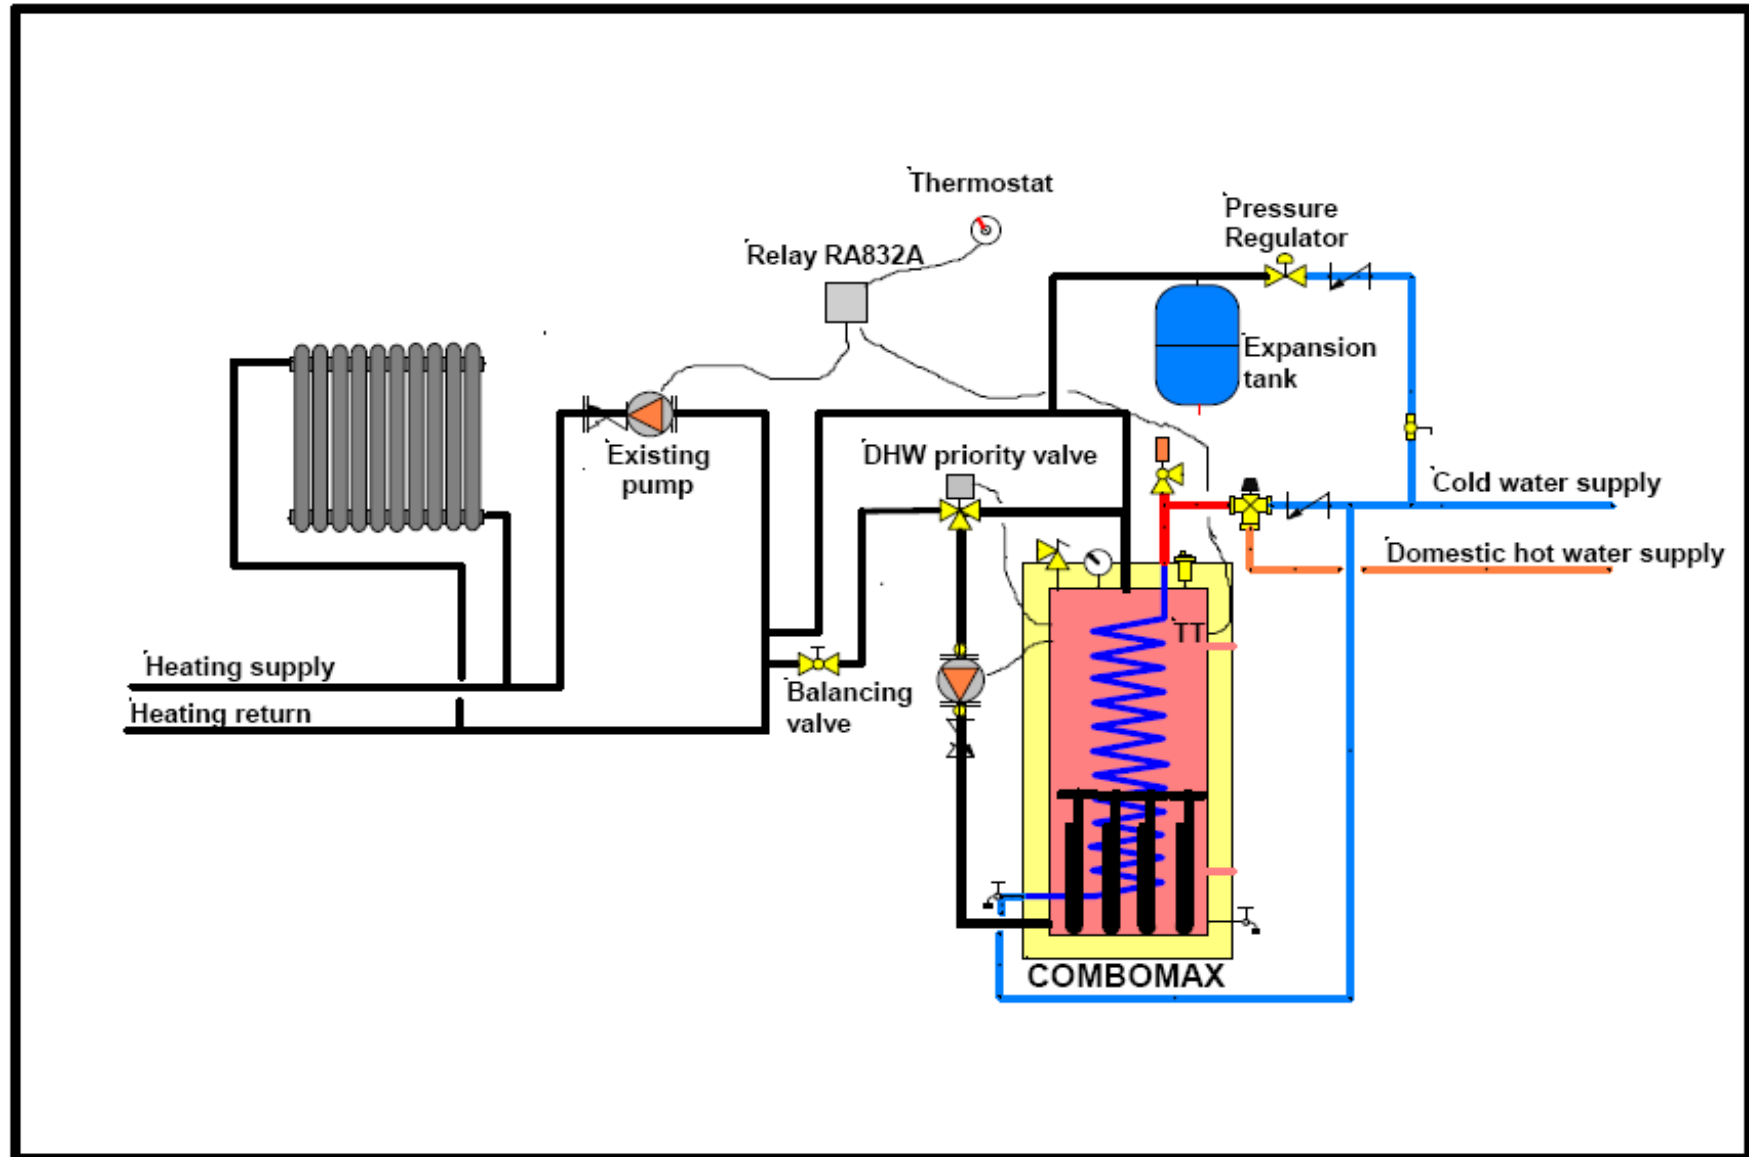 Thermostat
Pressure
Regulator
Relay RA832A
Expansion
tank
Existing
pump
DHW priority valve
Cold water supply
Domestic hot water supply
TT
Heating supply
Heating return
Balancing
valve
COMBOMAX